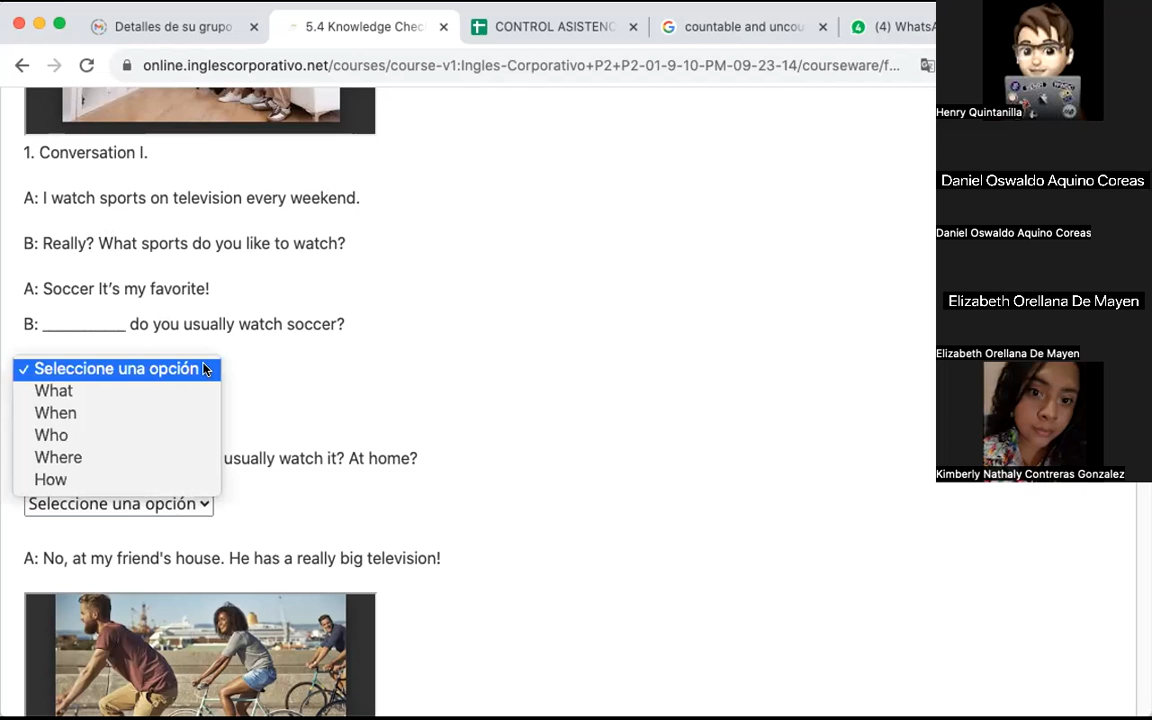 Detalles de su grupo
5.4 Knowledge Chec
CONTROL ASISTENC
countable and uncou
(4) WhatsA
online.inglescorporativo.net/courses/course-v1:Ingles-Corporativo+P2+P2-01-9-10-PM-09-23-14/courseware/f...
1. Conversation I.
A: I watch sports on television every weekend.
B: Really? What sports do you like to watch?
A: Soccer It’s my favorite!
B: __________ do you usually watch soccer?
✓ Seleccione una opción
What
When
Who
Where
How
usually watch it? At home?
Seleccione una opción
A: No, at my friend's house. He has a really big television!
Henry Quintanilla
Daniel Oswaldo Aquino Coreas
Daniel Oswaldo Aquino Coreas
Elizabeth Orellana De Mayen
Elizabeth Orellana De Mayen
Kimberly Nathaly Contreras Gonzalez